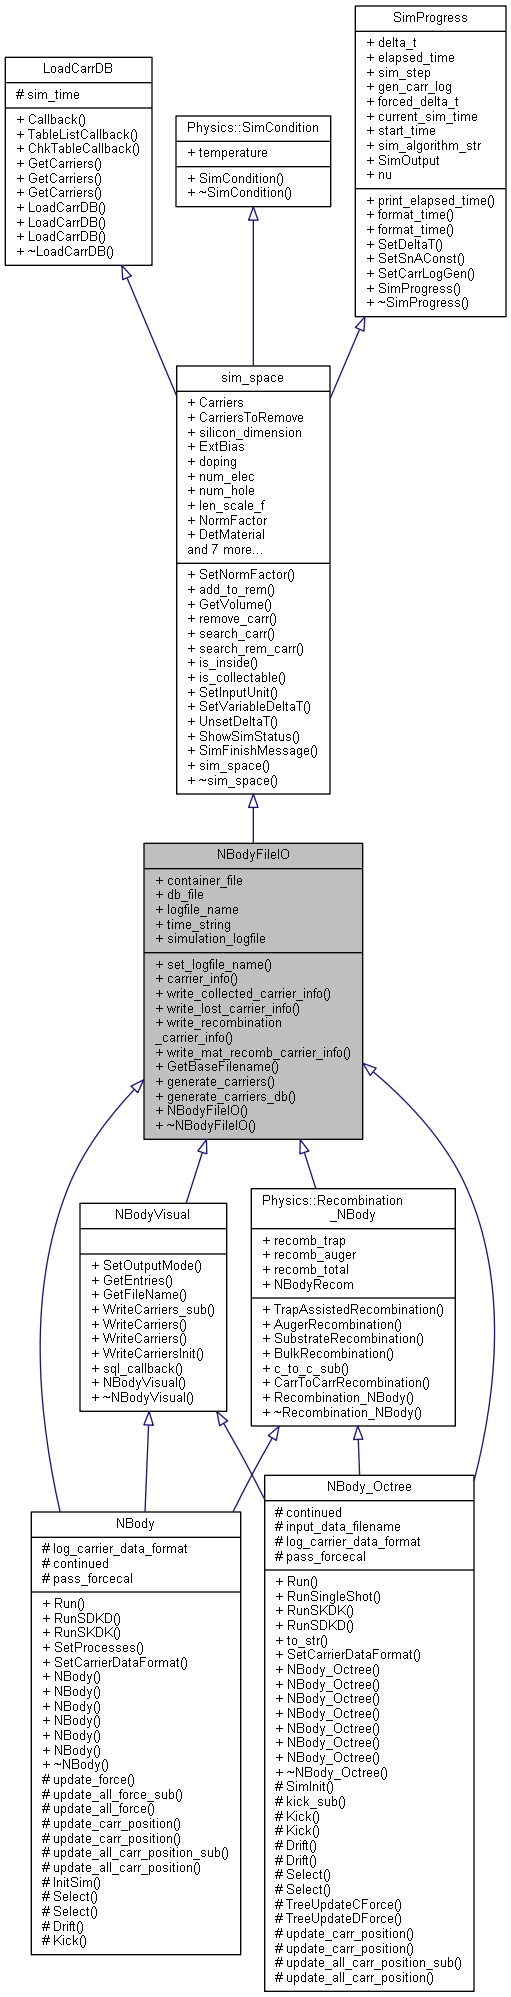 LoadCarrDB
# sim_time
+ Callback()
+ TableListCallback()
+ ChkTableCallback()
+ GetCarriers()
+ GetCarriers()
+ GetCarriers()
+ LoadCarrDB()
+ LoadCarrDB()
+ LoadCarrDB()
+ ~LoadCarrDB()
Physics::SimCondition
+ temperature
+ SimCondition()
+ ~SimCondition()
SimProgress
+ delta_t
+ elapsed_time
+ sim_step
+ gen_carr_log
+ forced_delta_t
+ current_sim_time
+ start_time
+ sim_algorithm_str
+ SimOutput
+ nu
+ print_elapsed_time()
+ format_time()
+ format_time()
+ SetDeltaT()
+ SetSnAConst()
+ SetCarrLogGen()
+ SimProgress()
+ ~SimProgress()
sim_space
+ Carriers
+ CarriersToRemove
+ silicon_dimension
+ ExtBias
+ doping
+ num_elec
+ num_hole
+ len_scale_f
+ NormFactor
+ DetMaterial
and 7 more...
+ SetNormFactor()
+ add_to_rem()
+ GetVolume()
+ remove_carr()
+ search_carr()
+ search_rem_carr()
+ is_inside()
+ is_collectable()
+ SetInputUnit()
+ SetVariableDeltaT()
+ UnsetDeltaT()
+ ShowSimStatus()
+ SimFinishMessage()
+ sim_space()
+ ~sim_space()
NBodyFileIO
+ container_file
+ db_file
+ logfile_name
+ time_string
+ simulation_logfile
+ set_logfile_name()
+ carrier_info()
+ write_collected_carrier_info()
+ write_lost_carrier_info()
+ write_recombination
_carrier_info()
+ write_mat_recomb_carrier_info()
+ GetBaseFilename()
+ generate_carriers()
+ generate_carriers_db()
+ NBodyFileIO()
+ ~NBodyFileIO()
NBodyVisual
+ SetOutputMode()
+ GetEntries()
+ GetFileName()
+ WriteCarriers_sub()
+ WriteCarriers()
+ WriteCarriers()
+ WriteCarriersInit()
+ sql_callback()
+ NBodyVisual()
+ ~NBodyVisual()
Physics::Recombination
_NBody
+ recomb_trap
+ recomb_auger
+ recomb_total
+ NBodyRecom
+ TrapAssistedRecombination()
+ AugerRecombination()
+ SubstrateRecombination()
+ BulkRecombination()
+ c_to_c_sub()
+ CarrToCarrRecombination()
+ Recombination_NBody()
+ ~Recombination_NBody()
NBody
# log_carrier_data_format
# continued
# pass_forcecal
+ Run()
+ RunSDKD()
+ RunSKDK()
+ SetProcesses()
+ SetCarrierDataFormat()
+ NBody()
+ NBody()
+ NBody()
+ NBody()
+ NBody()
+ NBody()
+ ~NBody()
# update_force()
# update_all_force_sub()
# update_all_force()
# update_carr_position()
# update_carr_position()
# update_all_carr_position_sub()
# update_all_carr_position()
# InitSim()
# Select()
# Select()
# Drift()
# Kick()
NBody_Octree
# continued
# input_data_filename
# log_carrier_data_format
# pass_forcecal
+ Run()
+ RunSingleShot()
+ RunSKDK()
+ RunSDKD()
+ to_str()
+ SetCarrierDataFormat()
+ NBody_Octree()
+ NBody_Octree()
+ NBody_Octree()
+ NBody_Octree()
+ NBody_Octree()
+ NBody_Octree()
+ NBody_Octree()
+ ~NBody_Octree()
# SimInit()
# kick_sub()
# Kick()
# Kick()
# Drift()
# Drift()
# Select()
# Select()
# TreeUpdateCForce()
# TreeUpdateDForce()
# update_carr_position()
# update_carr_position()
# update_all_carr_position_sub()
# update_all_carr_position()